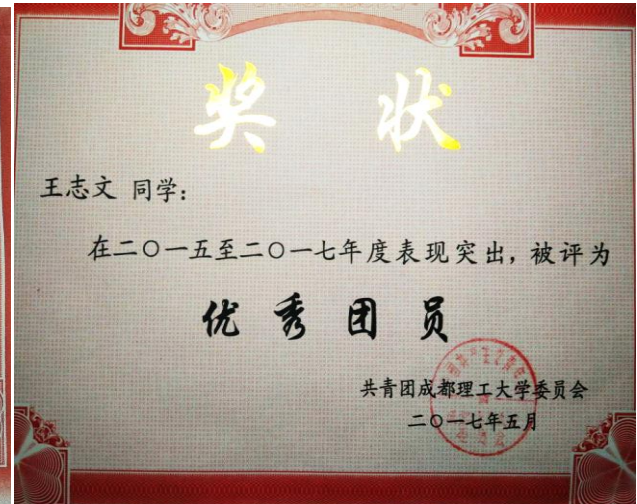 奖状
王志文 同学：
在二〇一五至二〇一七年度表现突出，被评为
优秀团员
共青团成都理工大学委员会
二〇一七年五月